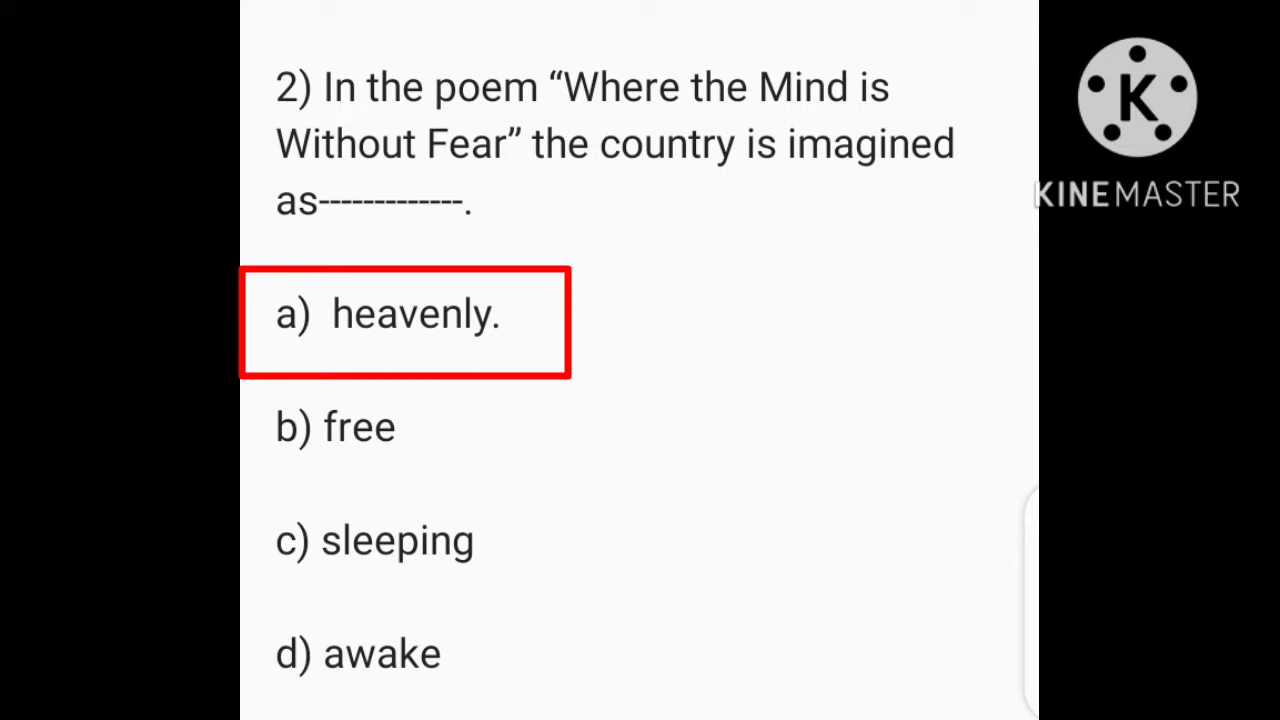 2) In the poem “Where the Mind is
Without Fear” the country is imagined
as-------------.
a)  heavenly.
b) free
c) sleeping
d) awake
K
KINEMASTER